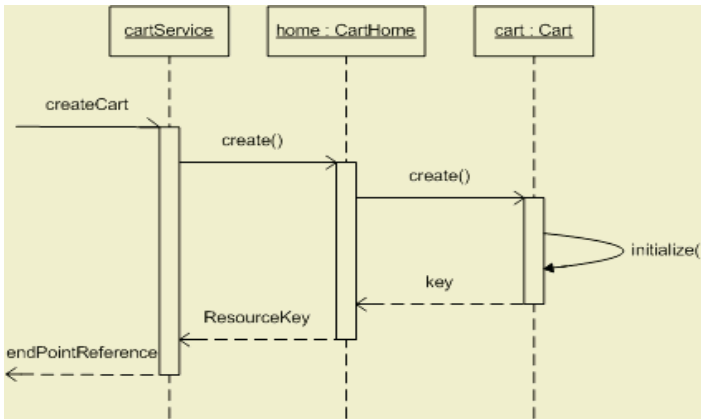 cartService
home : CartHome
cart : Cart
createCart
create()
create()
initialize(
key
ResourceKey
endPointReference